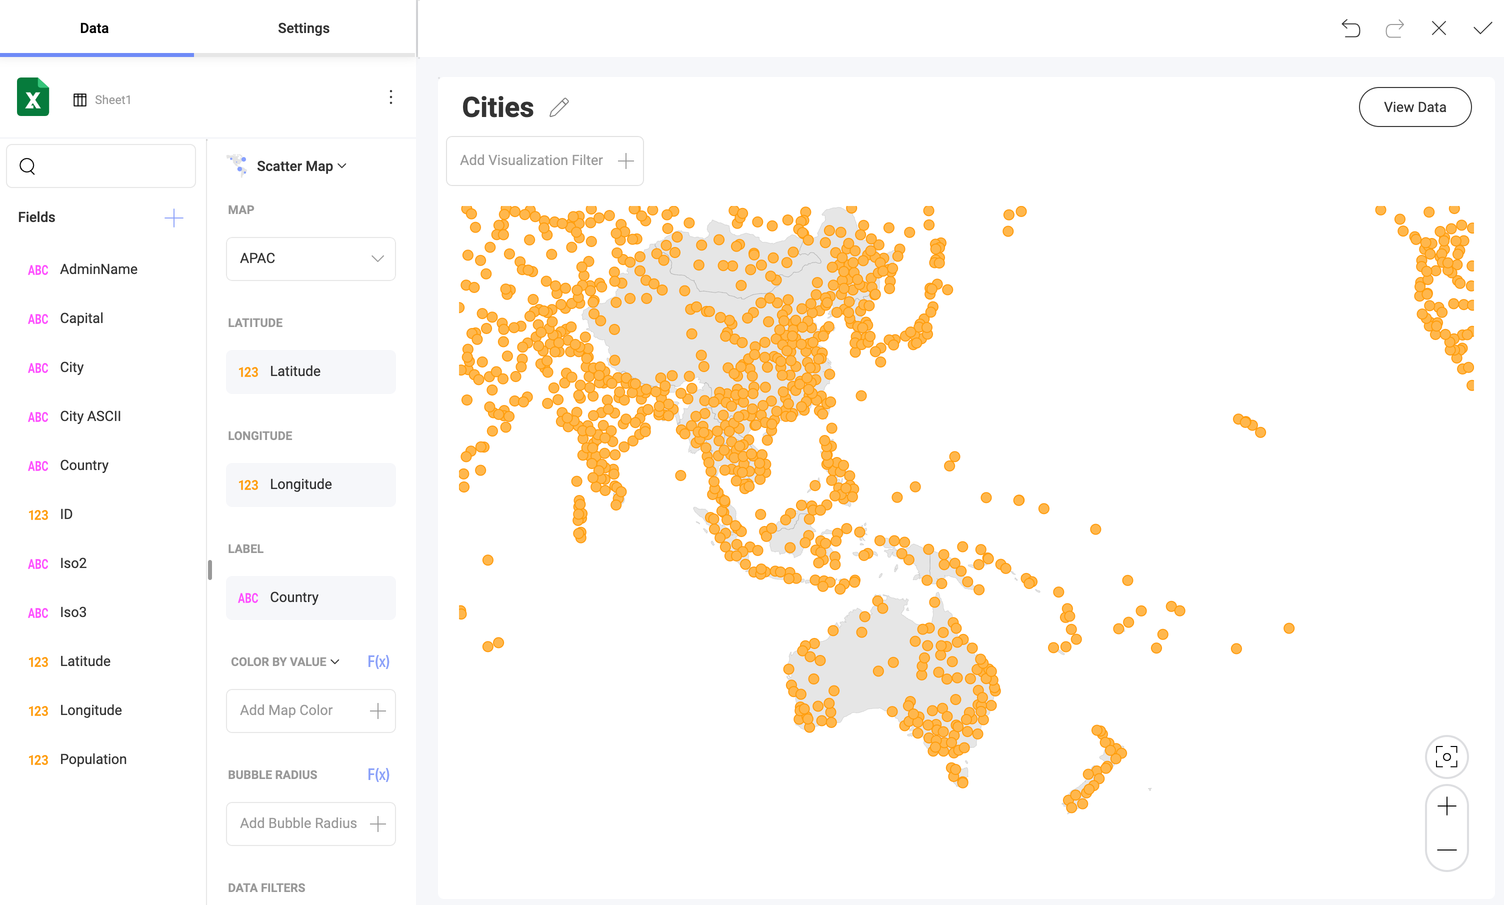 Data
Settings
X
Sheet1
Fields
ABC AdminName
ABC Capital
ABC City
ABC City ASCII
ABC Country
123 ID
ABC Iso2
ABC Iso3
123 Latitude
123 Longitude
123 Population
Scatter Map
MAP
APAC
LATITUDE
123 Latitude
LONGITUDE
123 Longitude
LABEL
ABC Country
COLOR BY VALUE F(x)
Add Map Color
BUBBLE RADIUS F(x)
Add Bubble Radius
DATA FILTERS
Cities
View Data
Add Visualization Filter